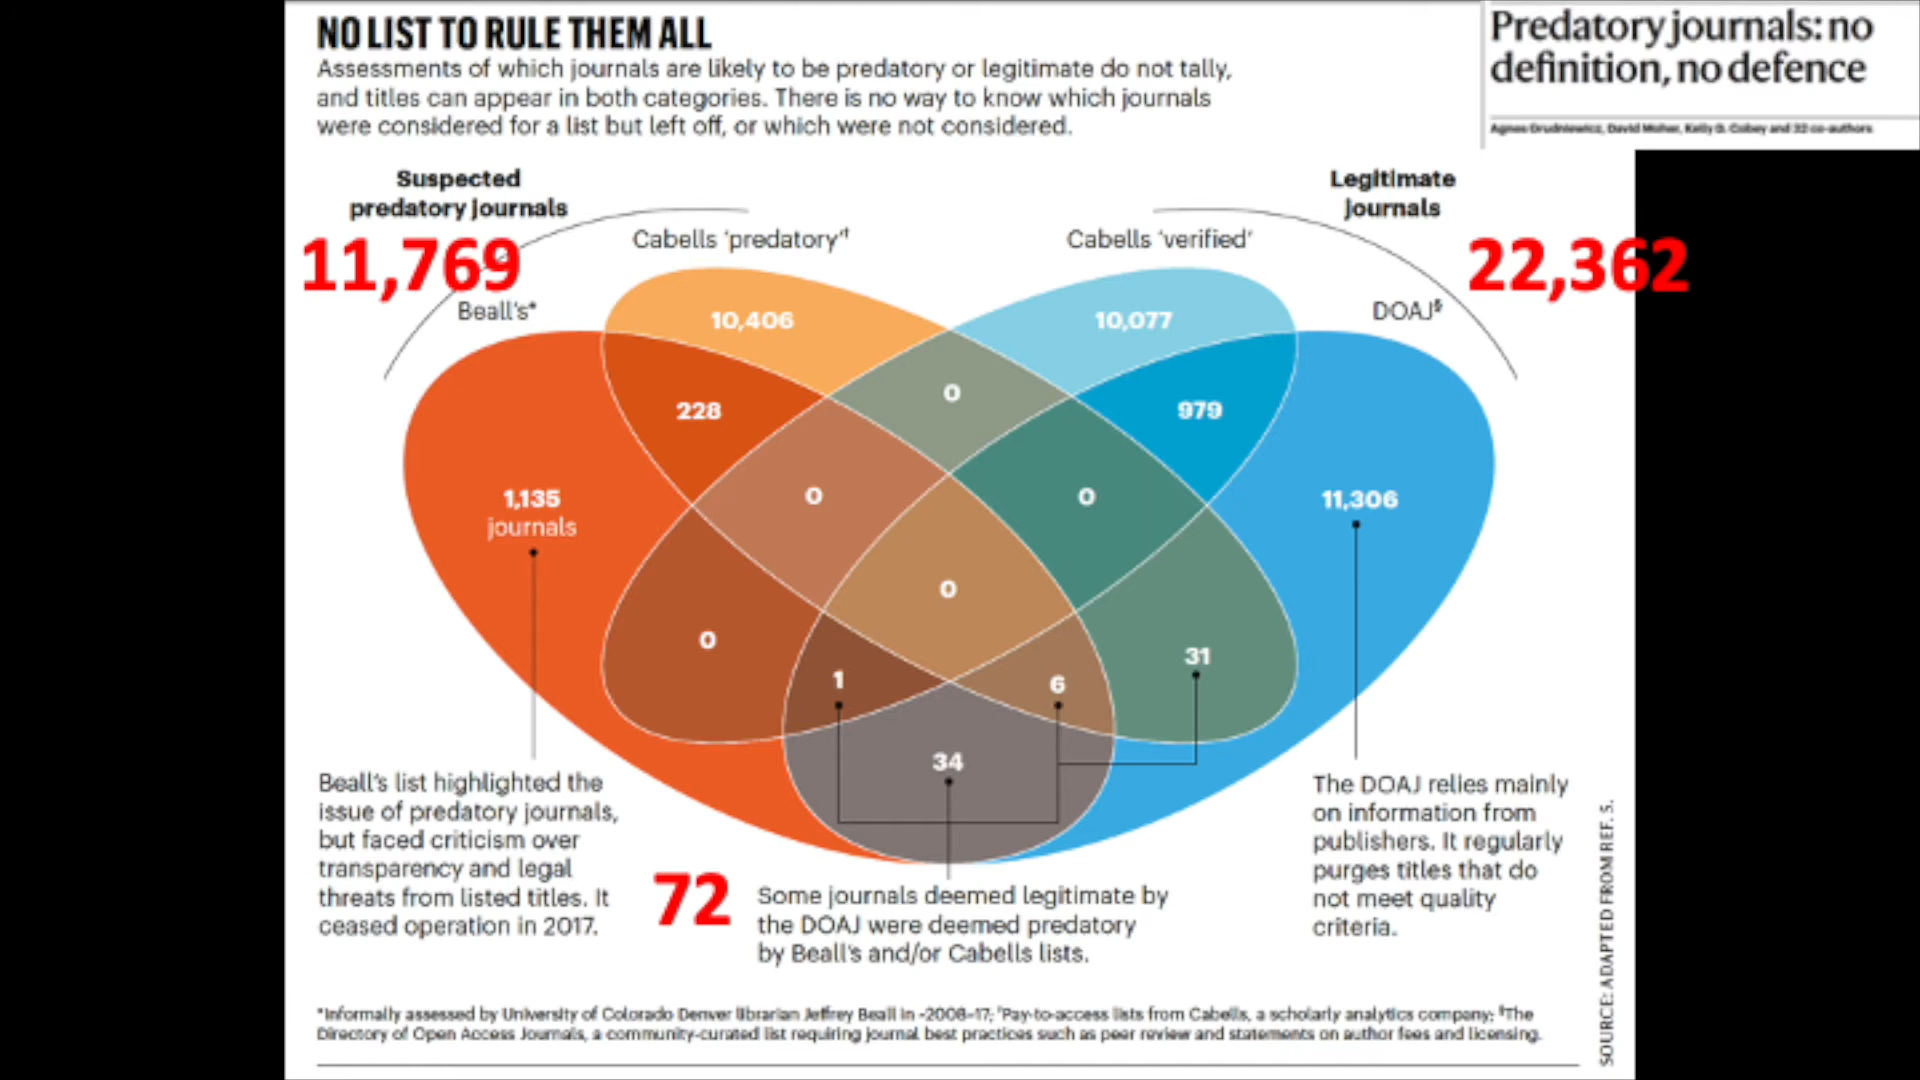 NO LIST TO RULE THEM ALL
Assessments of which journals are likely to be predatory or legitimate do not tally,
and titles can appear in both categories. There is no way to know which journals
were considered for a list but left off, or which were not considered.
Predatory journals: no
definition, no defence
Agnes Grudniewicz, David Moher, Kelly D. Cobey and 32 co-authors
Suspected
predatory journals
11,769
Legitimate
journals
22,362
Cabells ‘predatory’†
Cabells ‘verified’
Beall’s*
DOAJ§
10,406
10,077
0
228
979
1,135
journals
0
0
11,306
0
0
1
6
31
34
Beall’s list highlighted the
issue of predatory journals,
but faced criticism over
transparency and legal
threats from listed titles. It
ceased operation in 2017.
72
Some journals deemed legitimate by
the DOAJ were deemed predatory
by Beall’s and/or Cabells lists.
The DOAJ relies mainly
on information from
publishers. It regularly
purges titles that do
not meet quality
criteria.
SOURCE: ADAPTED FROM REF. 5.
*Informally assessed by University of Colorado Denver librarian Jeffrey Beall in ~2008–17; †Pay-to-access lists from Cabells, a scholarly analytics company; §The
Directory of Open Access Journals, a community-curated list requiring journal best practices such as peer review and statements on author fees and licensing.